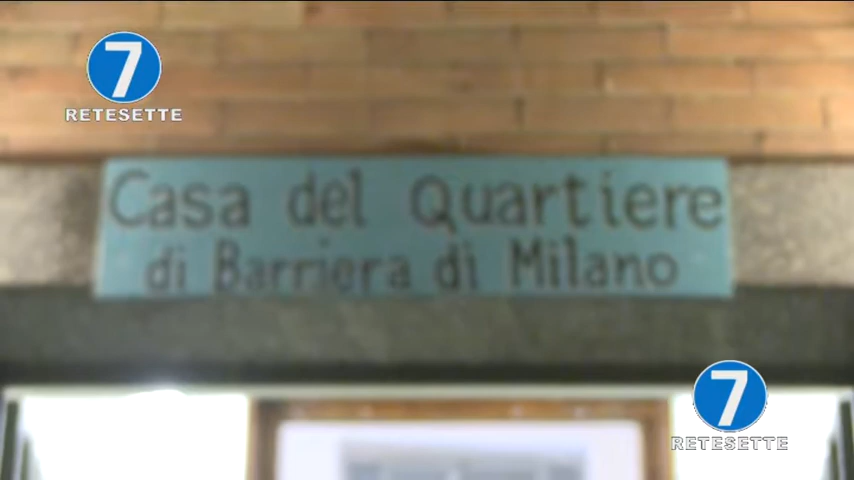 7
RETESETTE
Casa del Quartiere
di Barriera di Milano
7
RETESETTE